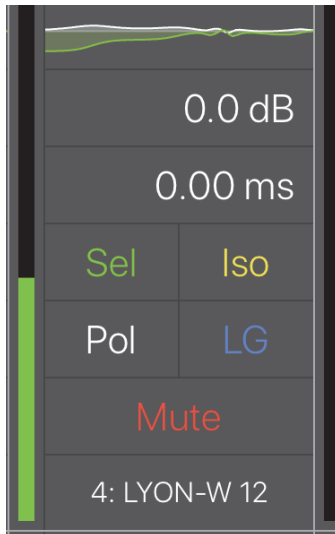 0.0 dB
0.00 ms
Sel Iso
Pol LG
Mute
4: LYON-W 12